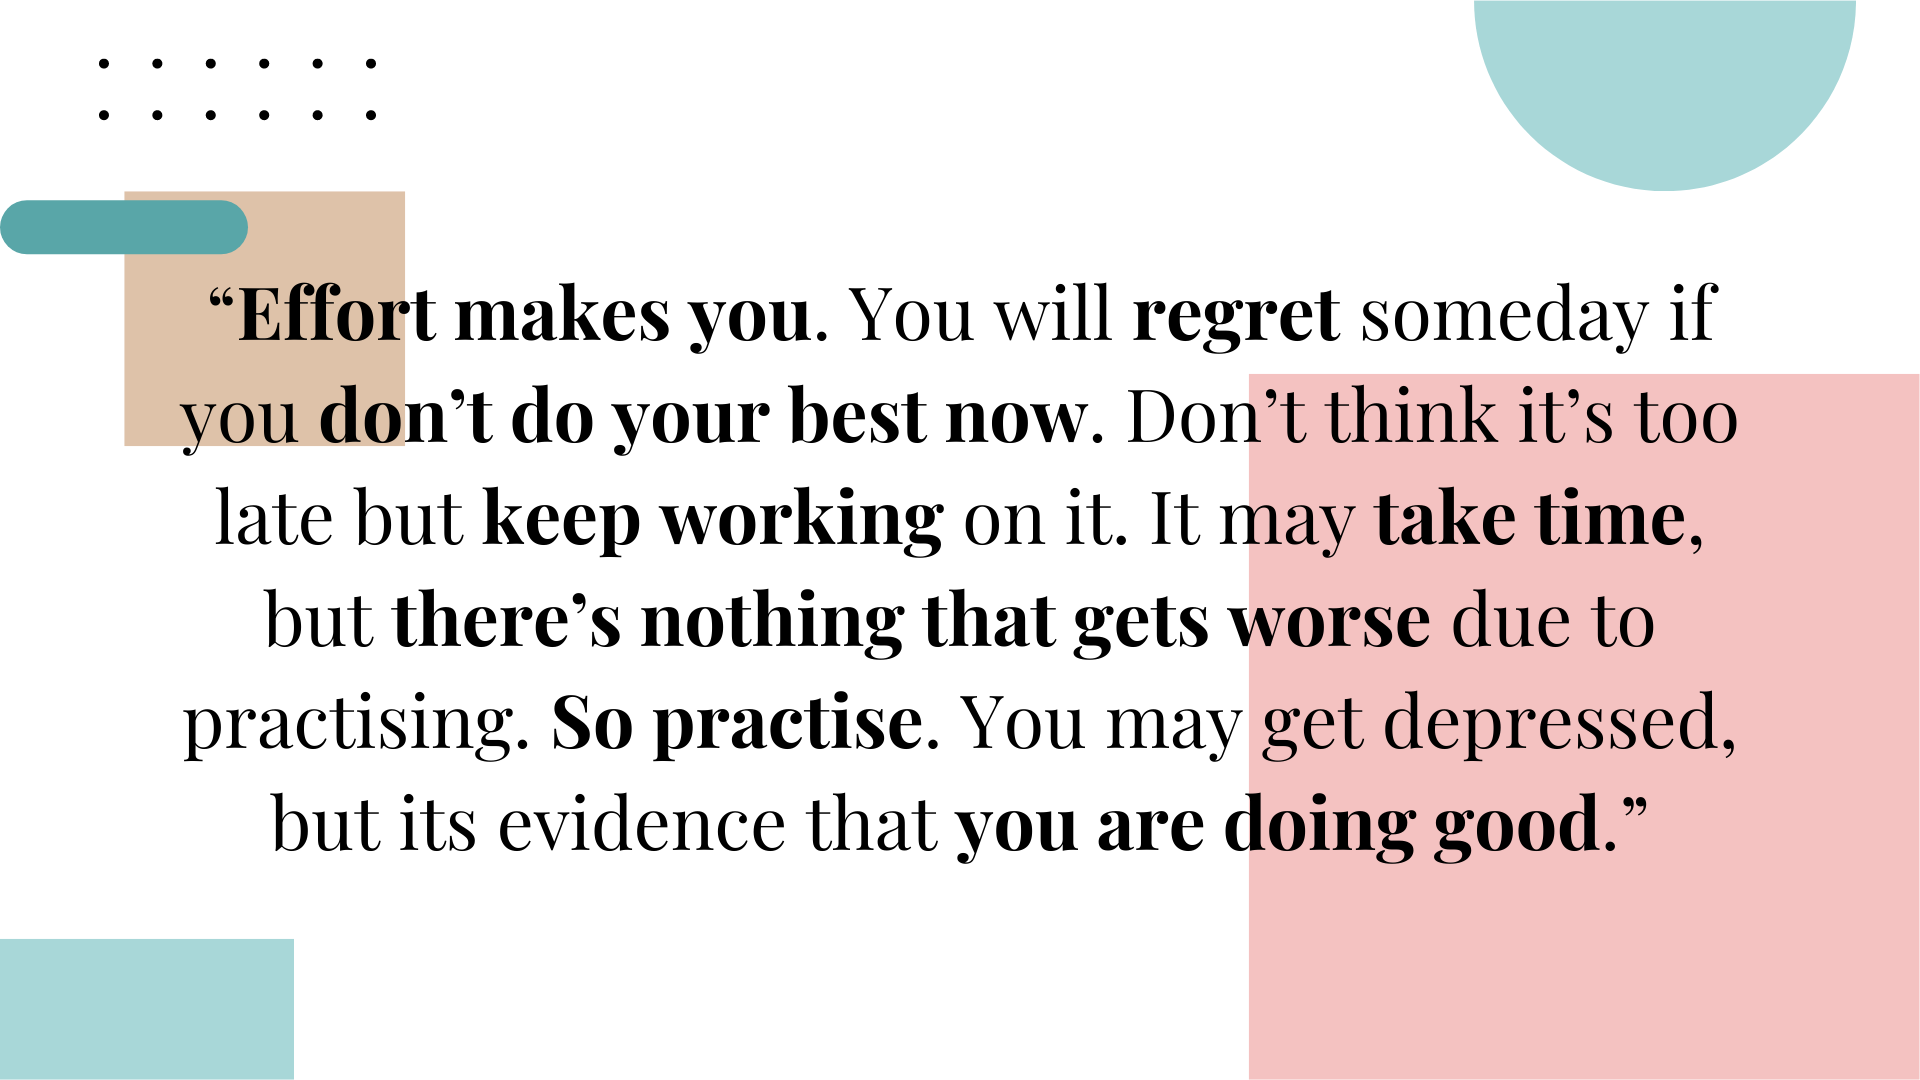 “Effort makes you. You will regret someday if
you don’t do your best now. Don’t think it’s too
late but keep working on it. It may take time,
but there’s nothing that gets worse due to
practising. So practise. You may get depressed,
but its evidence that you are doing good.”